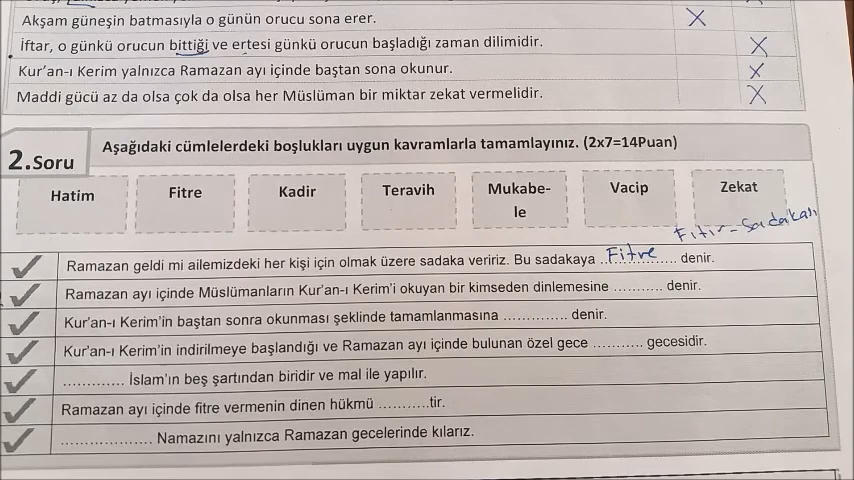 Akşam güneşin batmasıyla o günün orucu sona erer. X
İftar, o günkü orucun bittiği ve ertesi günkü orucun başladığı zaman dilimidir. X
Kur'an-ı Kerim yalnızca Ramazan ayı içinde baştan sona okunur. X
Maddi gücü az da olsa çok da olsa her Müslüman bir miktar zekat vermelidir. X
2.Soru Aşağıdaki cümlelerdeki boşlukları uygun kavramlarla tamamlayınız. (2x7=14Puan)
Hatim Fitre Kadir Teravih Mukabe-le Vacip Zekat
Fıtır-Sadakası
Ramazan geldi mi ailemizdeki her kişi için olmak üzere sadaka veririz. Bu sadakaya ..Fitre.. denir.
Ramazan ayı içinde Müslümanların Kur'an-ı Kerim'i okuyan bir kimseden dinlemesine ........... denir.
Kur'an-ı Kerim'in baştan sonra okunması şeklinde tamamlanmasına .............. denir.
Kur'an-ı Kerim'in indirilmeye başlandığı ve Ramazan ayı içinde bulunan özel gece ........... gecesidir.
............. İslam'ın beş şartından biridir ve mal ile yapılır.
Ramazan ayı içinde fitre vermenin dinen hükmü ...........tir.
................... Namazını yalnızca Ramazan gecelerinde kılarız.